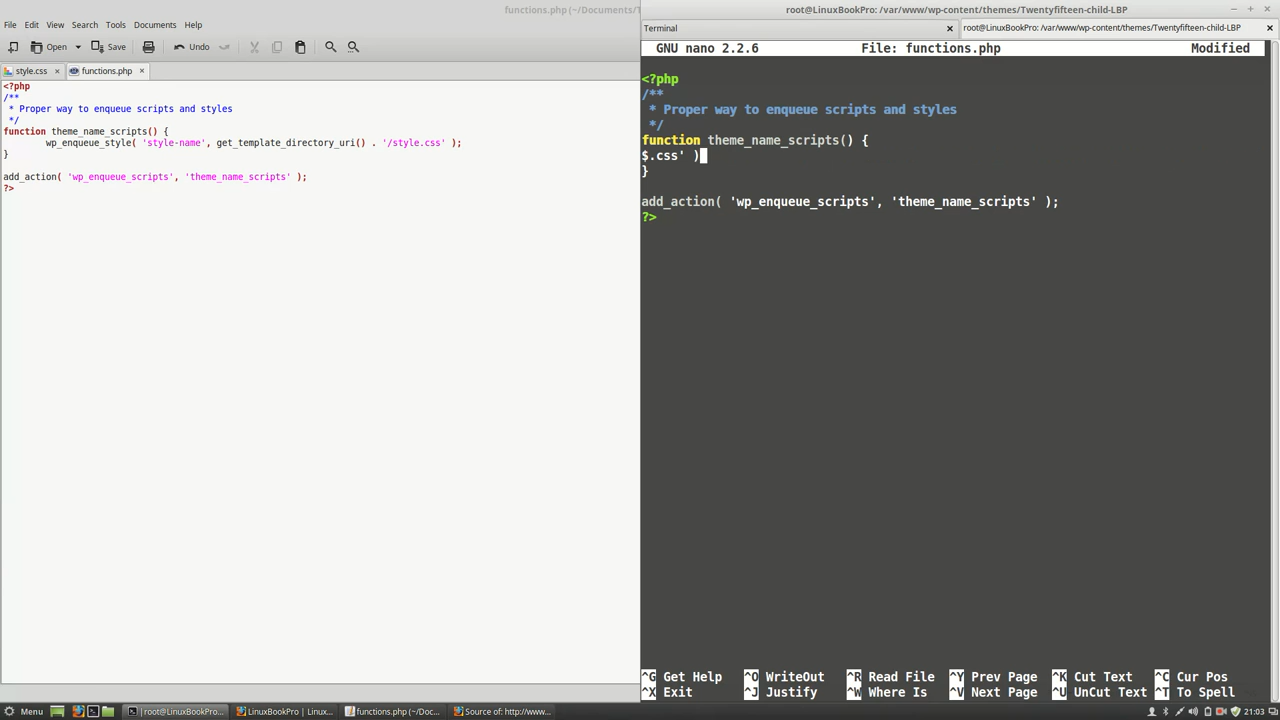 functions.php (~/Documents/T
root@LinuxBookPro: /var/www/wp-content/themes/Twentyfifteen-child-LBP
File Edit View Search Tools Documents Help
Open Save Undo
style.css × functions.php ×
<?php
/**
 * Proper way to enqueue scripts and styles
 */
function theme_name_scripts() {
wp_enqueue_style( 'style-name', get_template_directory_uri() . '/style.css' );
}
add_action( 'wp_enqueue_scripts', 'theme_name_scripts' );
?>
Terminal × root@LinuxBookPro: /var/www/wp-content/themes/Twentyfifteen-child-LBP ×
GNU nano 2.2.6 File: functions.php Modified
<?php
/**
 * Proper way to enqueue scripts and styles
 */
function theme_name_scripts() {
$.css' )
}
add_action( 'wp_enqueue_scripts', 'theme_name_scripts' );
?>
^G Get Help ^O WriteOut ^R Read File ^Y Prev Page ^K Cut Text ^C Cur Pos
^X Exit ^J Justify ^W Where Is ^V Next Page ^U UnCut Text ^T To Spell
Menu root@LinuxBookPro... LinuxBookPro | Linux... functions.php (~/Doc... Source of: http://www... 21:03